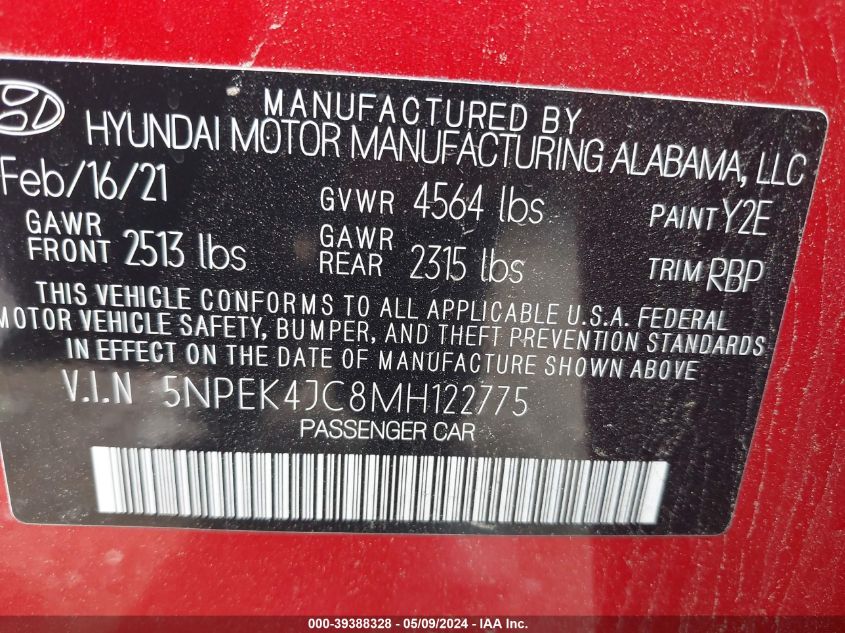 MANUFACTURED BY
HYUNDAI MOTOR MANUFACTURING ALABAMA, LLC
Feb/16/21 GVWR 4564 lbs PAINT Y2E
GAWR FRONT 2513 lbs GAWR REAR 2315 lbs TRIM RBP
THIS VEHICLE CONFORMS TO ALL APPLICABLE U.S.A. FEDERAL
MOTOR VEHICLE SAFETY, BUMPER, AND THEFT PREVENTION STANDARDS
IN EFFECT ON THE DATE OF MANUFACTURE SHOWN ABOVE.
V.I.N 5NPEK4JC8MH122775
PASSENGER CAR
000-39388328 - 05/09/2024 - IAA Inc.